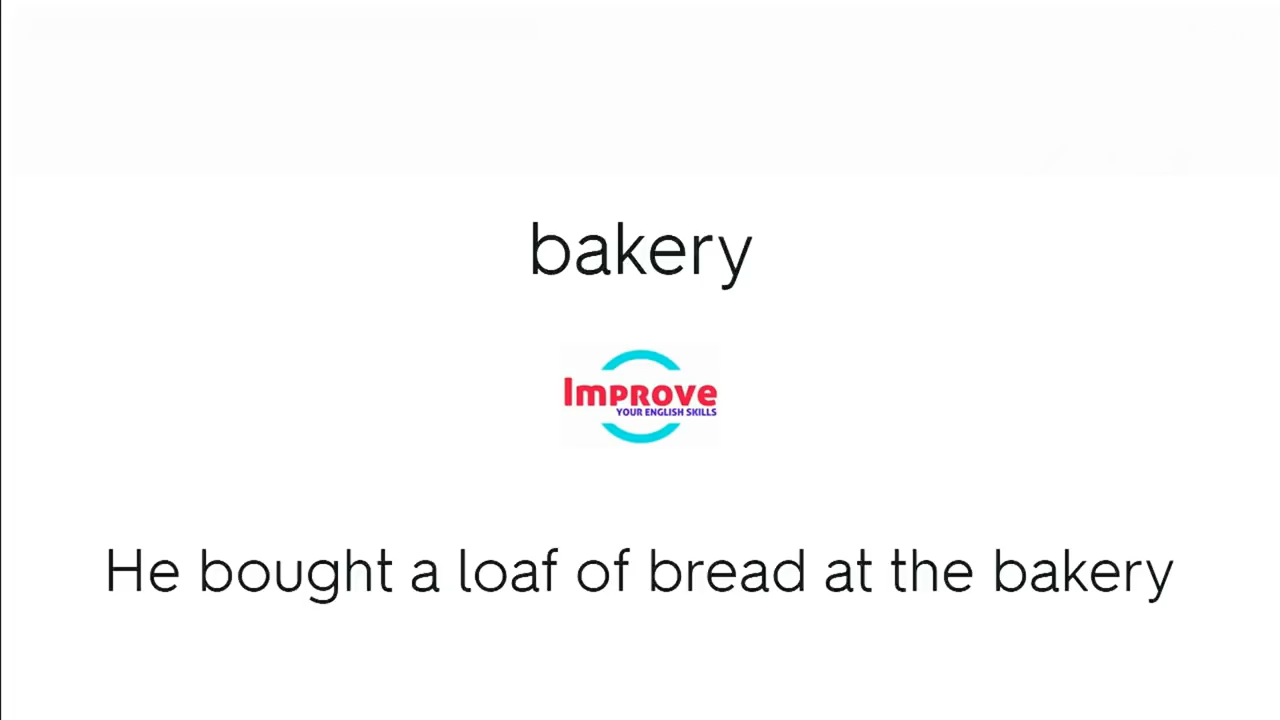 bakery
Improve
YOUR ENGLISH SKILLS
He bought a loaf of bread at the bakery